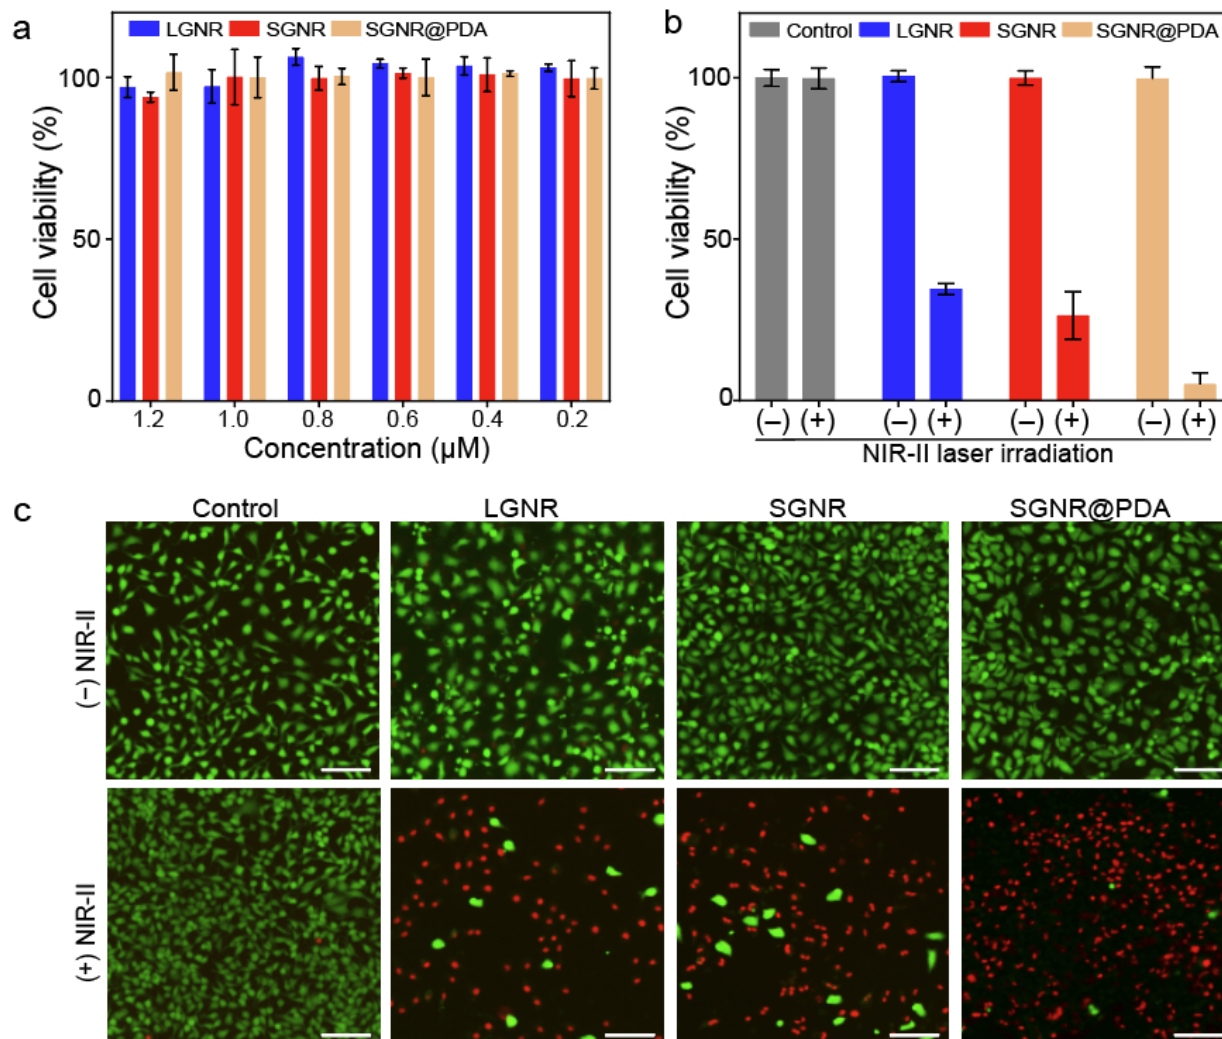 a
LGNR SGNR SGNR@PDA
Cell viability (%)
100
50
0
1.2 1.0 0.8 0.6 0.4 0.2
Concentration (µM)
b
Control LGNR SGNR SGNR@PDA
Cell viability (%)
100
50
0
(–) (+) (–) (+) (–) (+) (–) (+)
NIR-II laser irradiation
c
Control LGNR SGNR SGNR@PDA
(–) NIR-II
(+) NIR-II